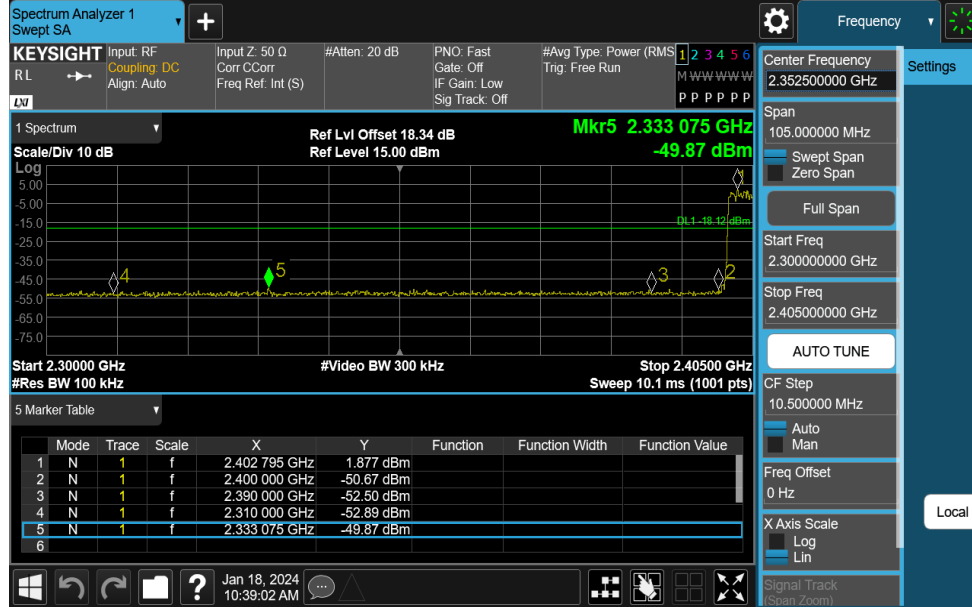 Spectrum Analyzer 1
Swept SA
Frequency
KEYSIGHT
R L
LXI
Input: RF
Coupling: DC
Align: Auto
Input Z: 50 Ω
Corr CCorr
Freq Ref: Int (S)
#Atten: 20 dB
PNO: Fast
Gate: Off
IF Gain: Low
Sig Track: Off
#Avg Type: Power (RMS
Trig: Free Run
1 2 3 4 5 6
M W W W W W
P P P P P P
1 Spectrum
Scale/Div 10 dB
Ref Lvl Offset 18.34 dB
Ref Level 15.00 dBm
Mkr5 2.333 075 GHz
-49.87 dBm
Log
5.00
-5.00
-15.0
-25.0
-35.0
-45.0
-55.0
-65.0
-75.0
DL1 -18.12 dBm
1
4
5
3
2
Start 2.30000 GHz
#Video BW 300 kHz
Stop 2.40500 GHz
#Res BW 100 kHz
Sweep 10.1 ms (1001 pts)
5 Marker Table
Mode Trace Scale X Y Function Function Width Function Value
1 N 1 f 2.402 795 GHz 1.877 dBm
2 N 1 f 2.400 000 GHz -50.67 dBm
3 N 1 f 2.390 000 GHz -52.50 dBm
4 N 1 f 2.310 000 GHz -52.89 dBm
5 N 1 f 2.333 075 GHz -49.87 dBm
6
Jan 18, 2024
10:39:02 AM
?
Center Frequency
2.352500000 GHz
Span
105.000000 MHz
Swept Span
Zero Span
Full Span
Start Freq
2.300000000 GHz
Stop Freq
2.405000000 GHz
AUTO TUNE
CF Step
10.500000 MHz
Auto
Man
Freq Offset
0 Hz
X Axis Scale
Log
Lin
Signal Track
(Span Zoom)
Settings
Local